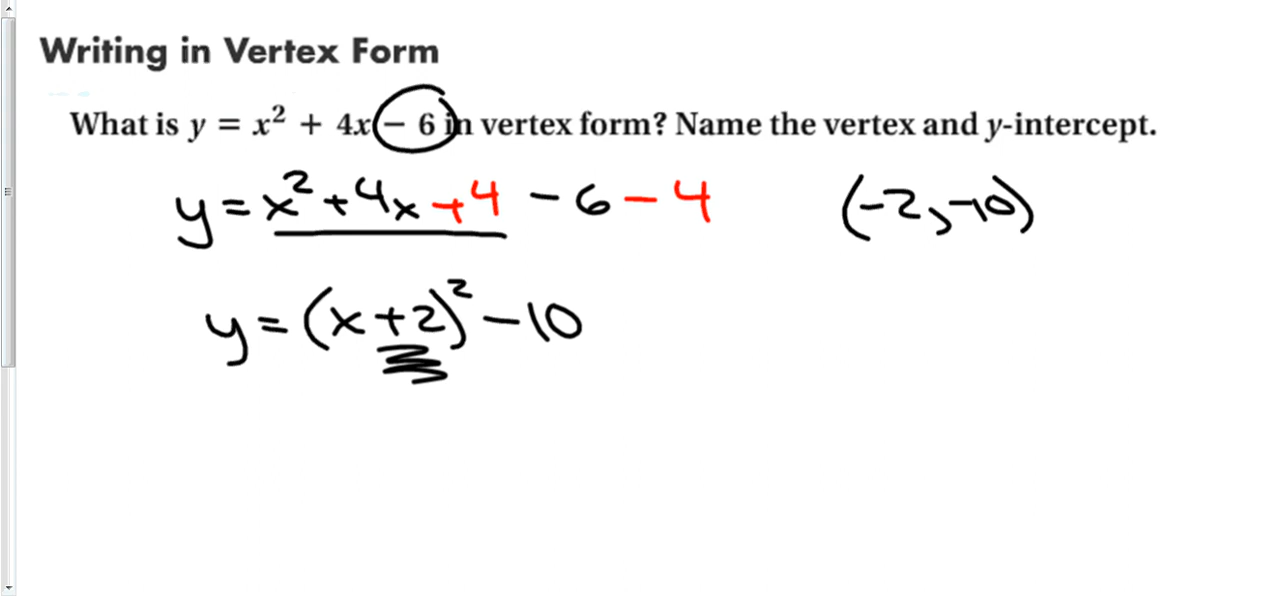 Writing in Vertex Form
What is y = x² + 4x − 6 in vertex form? Name the vertex and y-intercept.
y = x² + 4x + 4 − 6 − 4 (−2, −10)
y = (x + 2)² − 10